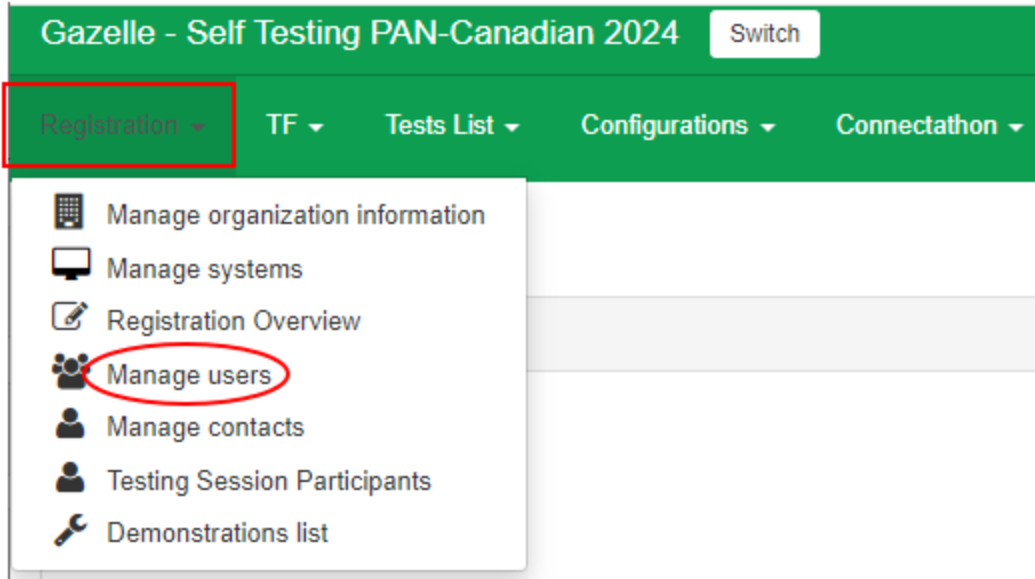 Gazelle - Self Testing PAN-Canadian 2024 Switch
Registration TF Tests List Configurations Connectathon
Manage organization information
Manage systems
Registration Overview
Manage users
Manage contacts
Testing Session Participants
Demonstrations list